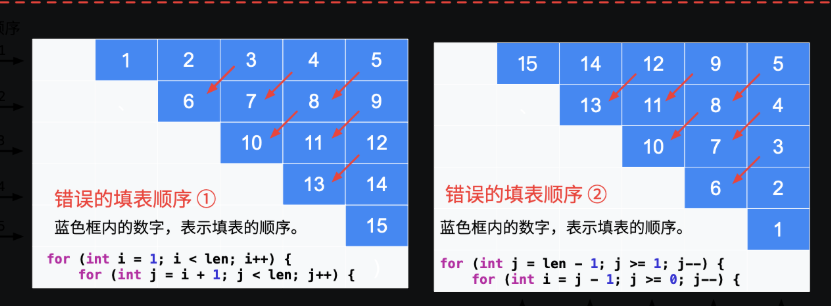 顺序
1
2
3
4
5
1 2 3 4 5
6 7 8 9
10 11 12
13 14
15
错误的填表顺序 ①
蓝色框内的数字，表示填表的顺序。
for (int i = 1; i < len; i++) {
for (int j = i + 1; j < len; j++) {
15 14 12 9 5
13 11 8 4
10 7 3
6 2
1
错误的填表顺序 ②
蓝色框内的数字，表示填表的顺序。
for (int j = len - 1; j >= 1; j--) {
for (int i = j - 1; j >= 0; j--) {